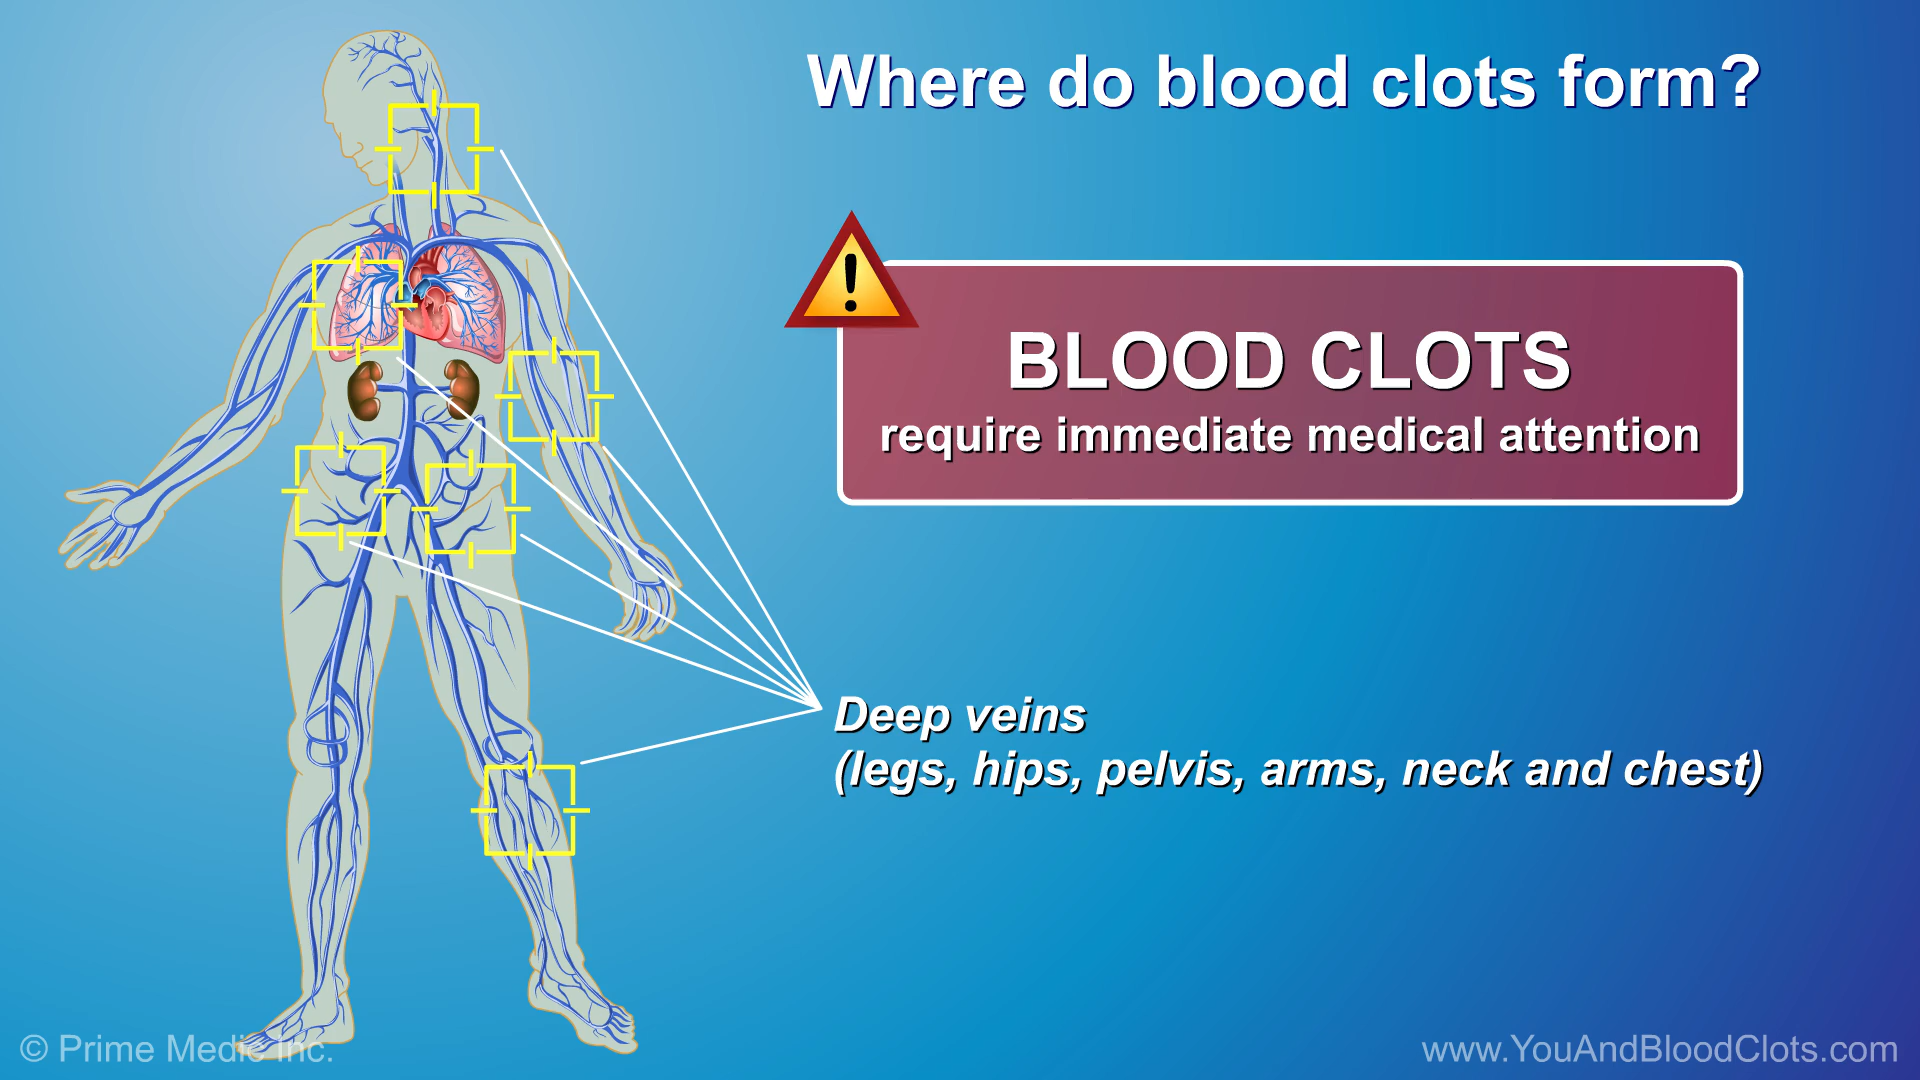 Where do blood clots form?
!
BLOOD CLOTS
require immediate medical attention
Deep veins
(legs, hips, pelvis, arms, neck and chest)
© Prime Medic Inc.
www.YouAndBloodClots.com